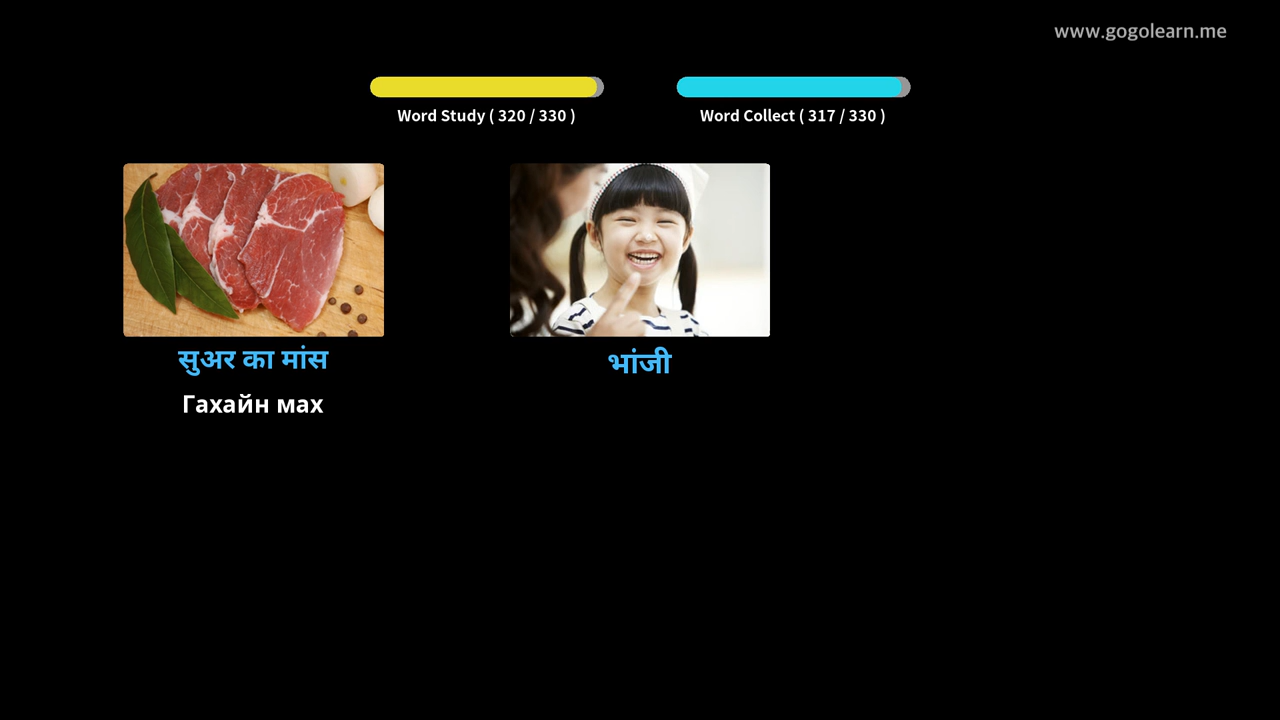 www.gogolearn.me
Word Study ( 320 / 330 )
Word Collect ( 317 / 330 )
सुअर का मांस
Гахайн мах
भांजी